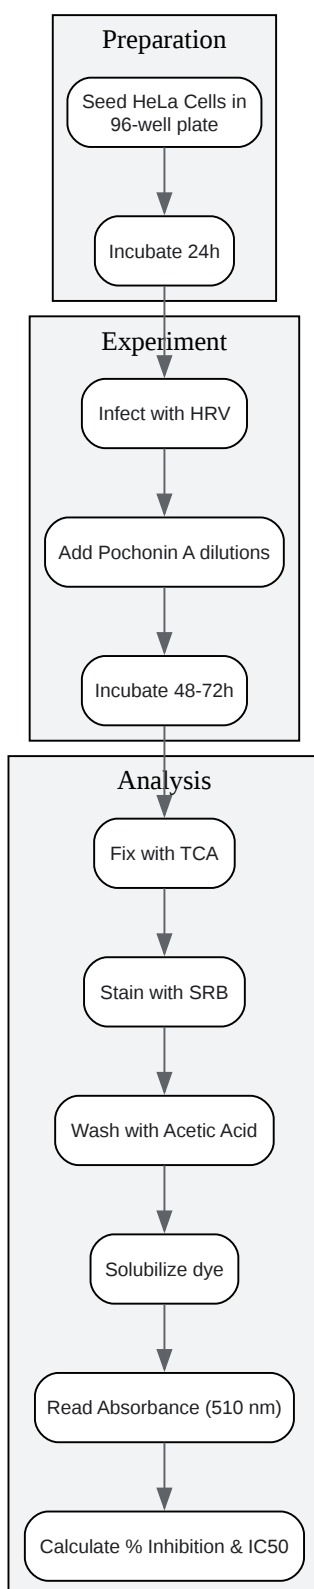 Preparation
Seed HeLa Cells in
96-well plate
Incubate 24h
Experiment
Infect with HRV
Add Pochonin A dilutions
Incubate 48-72h
Analysis
Fix with TCA
Stain with SRB
Wash with Acetic Acid
Solubilize dye
Read Absorbance (510 nm)
Calculate % Inhibition & IC50